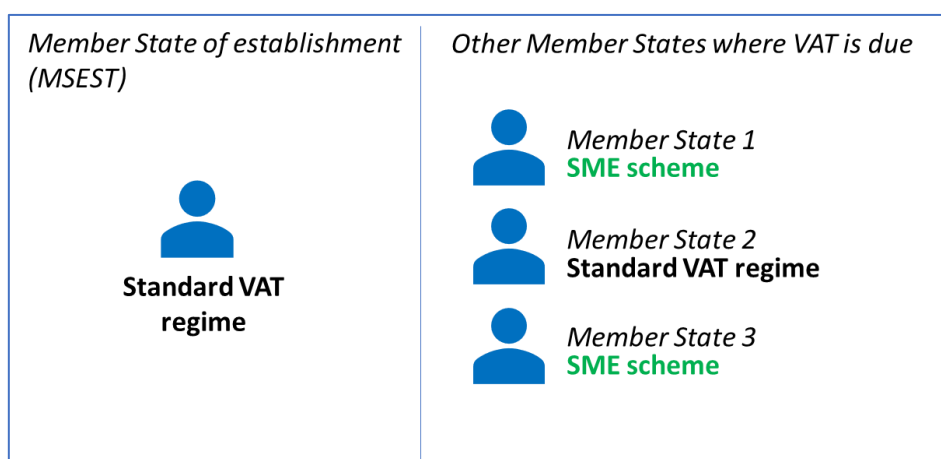 Member State of establishment
(MSEST)
Standard VAT
regime
Other Member States where VAT is due
Member State 1
SME scheme
Member State 2
Standard VAT regime
Member State 3
SME scheme